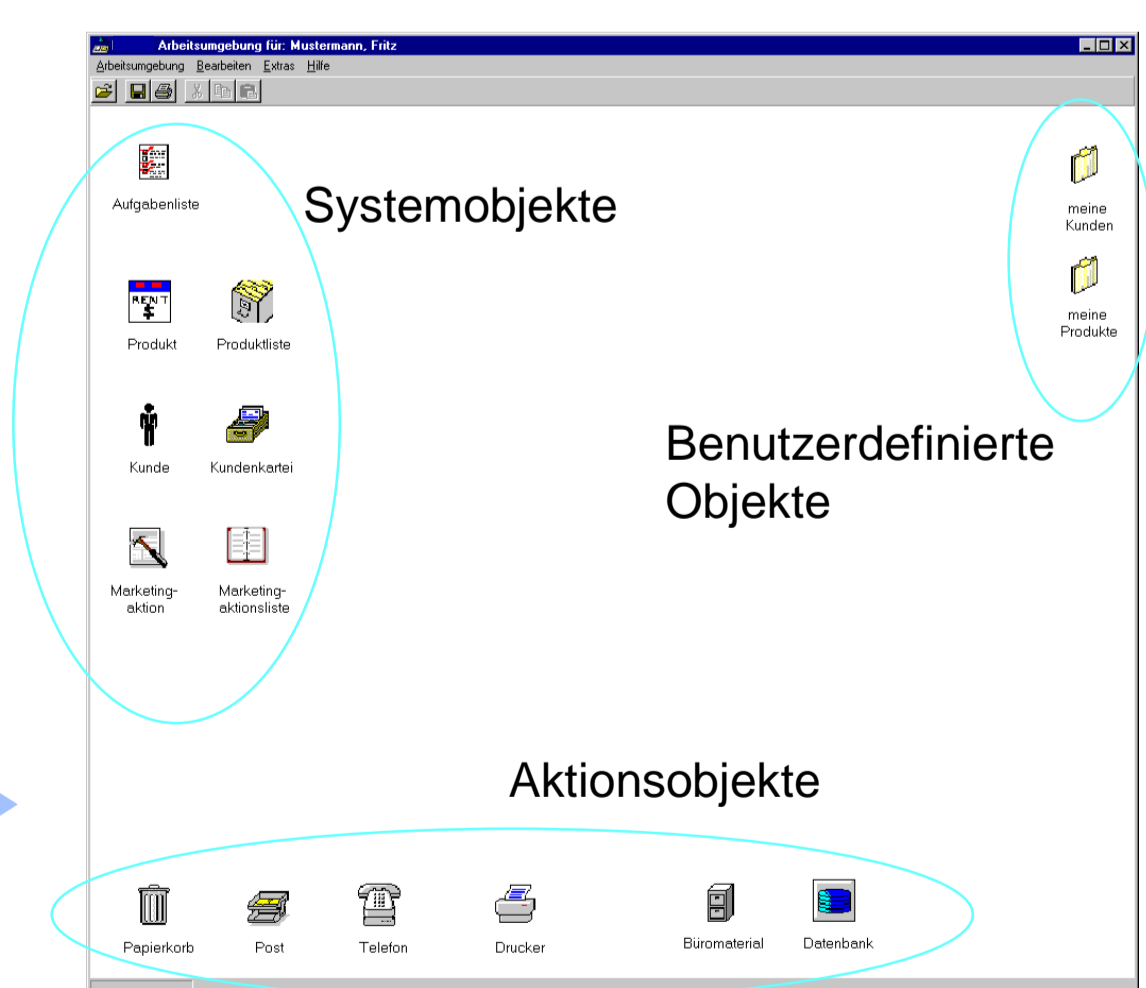 Arbeitsumgebung für: Mustermann, Fritz
Arbeitsumgebung Bearbeiten Extras Hilfe
Aufgabenliste
Systemobjekte
meine
Kunden
RENT
$
Produkt Produktliste
meine
Produkte
Kunde Kundenkartei
Benutzerdefinierte
Objekte
Marketing-
aktion
Marketing-
aktionsliste
Aktionsobjekte
Papierkorb Post Telefon Drucker Büromaterial Datenbank